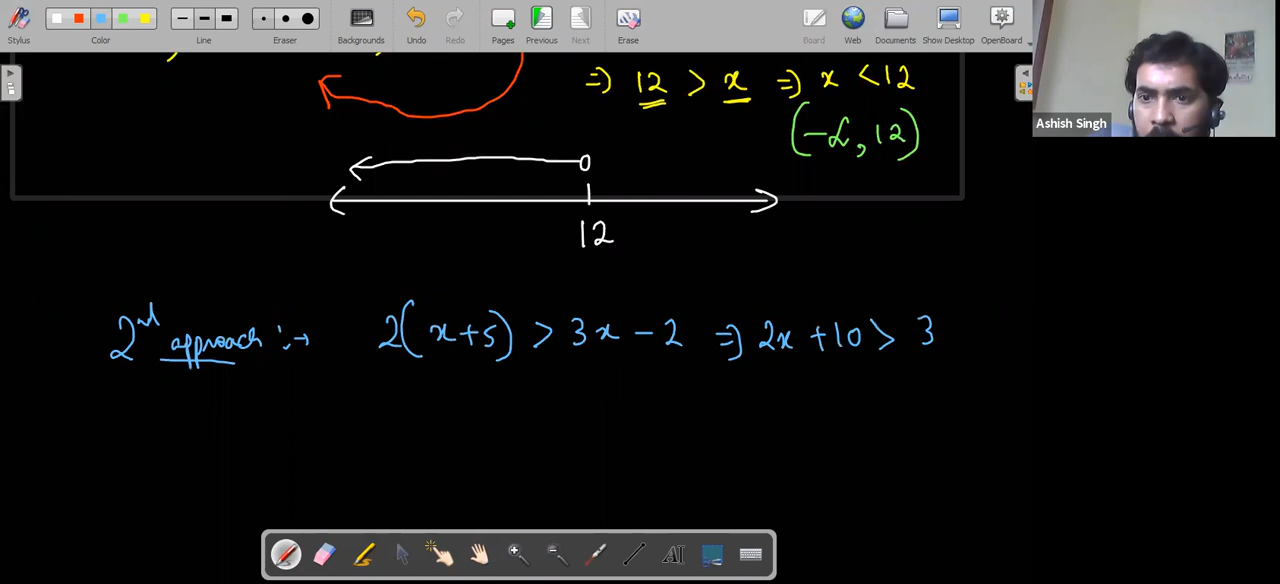 Stylus Color Line Eraser Backgrounds Undo Redo Pages Previous Next Erase Board Web Documents Show Desktop OpenBoard
Ashish Singh
⇒ 12 > x ⇒ x < 12
(-∞, 12)
12
2nd approach :→ 2(x+5) > 3x - 2 ⇒ 2x + 10 > 3
AI